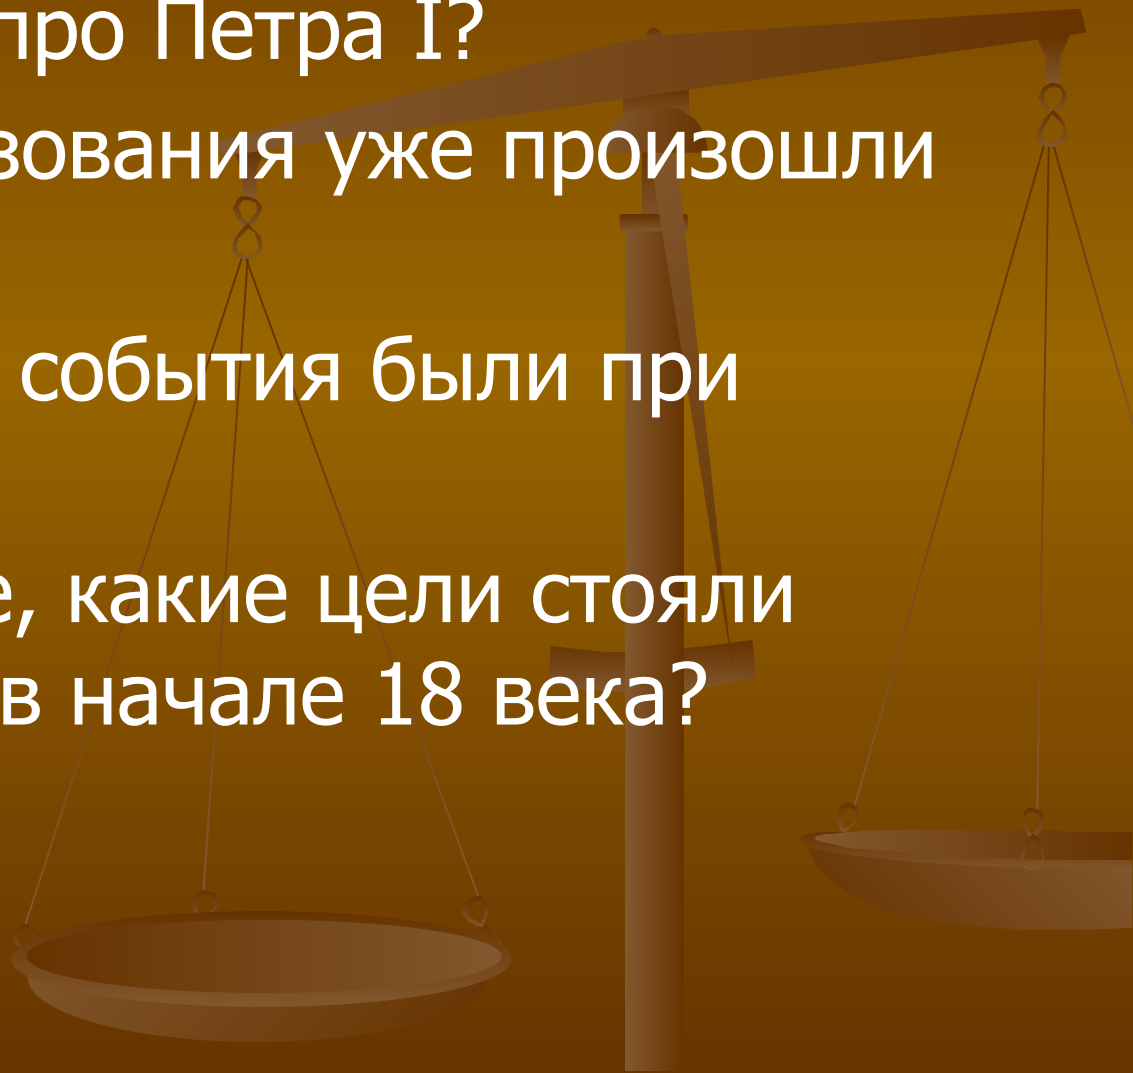 про Петра I?
зования уже произошли
события были при
е, какие цели стояли
в начале 18 века?